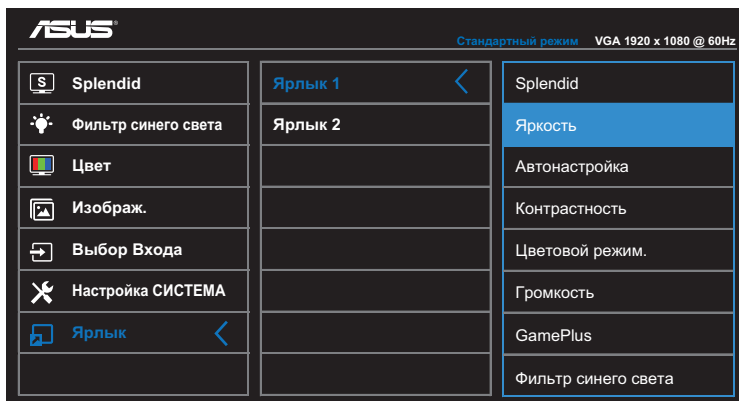 ASUS
Стандартный режим VGA 1920 x 1080 @ 60Hz
S Splendid
Фильтр синего света
Цвет
Изображ.
Выбор Входа
Настройка СИСТЕМА
Ярлык
Ярлык 1
Ярлык 2
Splendid
Яркость
Автонастройка
Контрастность
Цветовой режим.
Громкость
GamePlus
Фильтр синего света